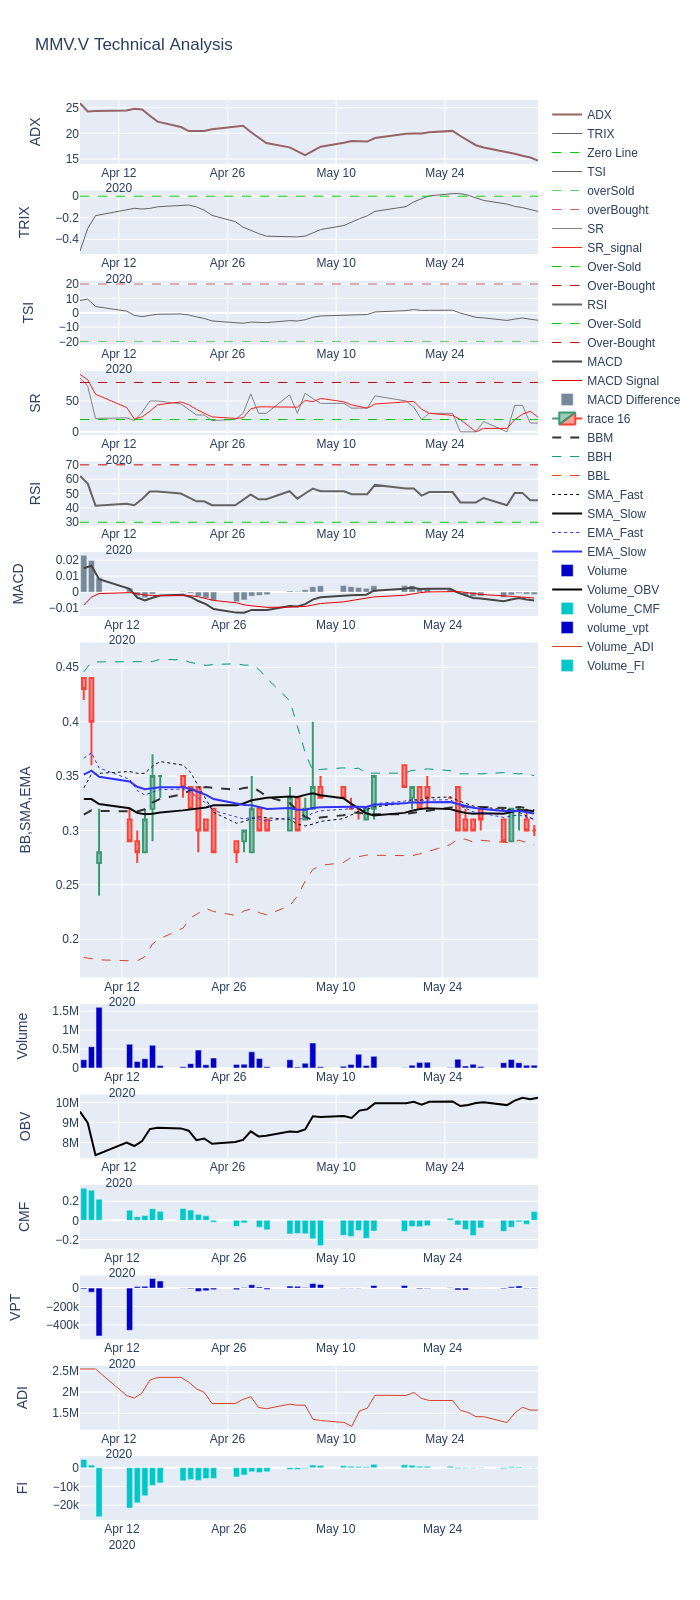 MMV.V Technical Analysis
ADX
25
20
15
Apr 12
2020
Apr 26
May 10
May 24
TRIX
0
−0.2
−0.4
Apr 12
2020
Apr 26
May 10
May 24
TSI
20
10
0
−10
−20
Apr 12
2020
Apr 26
May 10
May 24
SR
50
0
Apr 12
2020
Apr 26
May 10
May 24
RSI
70
60
50
40
30
Apr 12
2020
Apr 26
May 10
May 24
MACD
0.02
0.01
0
−0.01
Apr 12
2020
Apr 26
May 10
May 24
BB,SMA,EMA
0.45
0.4
0.35
0.3
0.25
0.2
Apr 12
2020
Apr 26
May 10
May 24
Volume
1.5M
1M
0.5M
0
Apr 12
2020
Apr 26
May 10
May 24
OBV
10M
9M
8M
Apr 12
2020
Apr 26
May 10
May 24
CMF
0.2
0
−0.2
Apr 12
2020
Apr 26
May 10
May 24
VPT
0
−200k
−400k
Apr 12
2020
Apr 26
May 10
May 24
ADI
2.5M
2M
1.5M
Apr 12
2020
Apr 26
May 10
May 24
FI
0
−10k
−20k
Apr 12
2020
Apr 26
May 10
May 24
ADX
TRIX
Zero Line
TSI
overSold
overBought
SR
SR_signal
Over-Sold
Over-Bought
RSI
Over-Sold
Over-Bought
MACD
MACD Signal
MACD Difference
trace 16
BBM
BBH
BBL
SMA_Fast
SMA_Slow
EMA_Fast
EMA_Slow
Volume
Volume_OBV
Volume_CMF
volume_vpt
Volume_ADI
Volume_FI